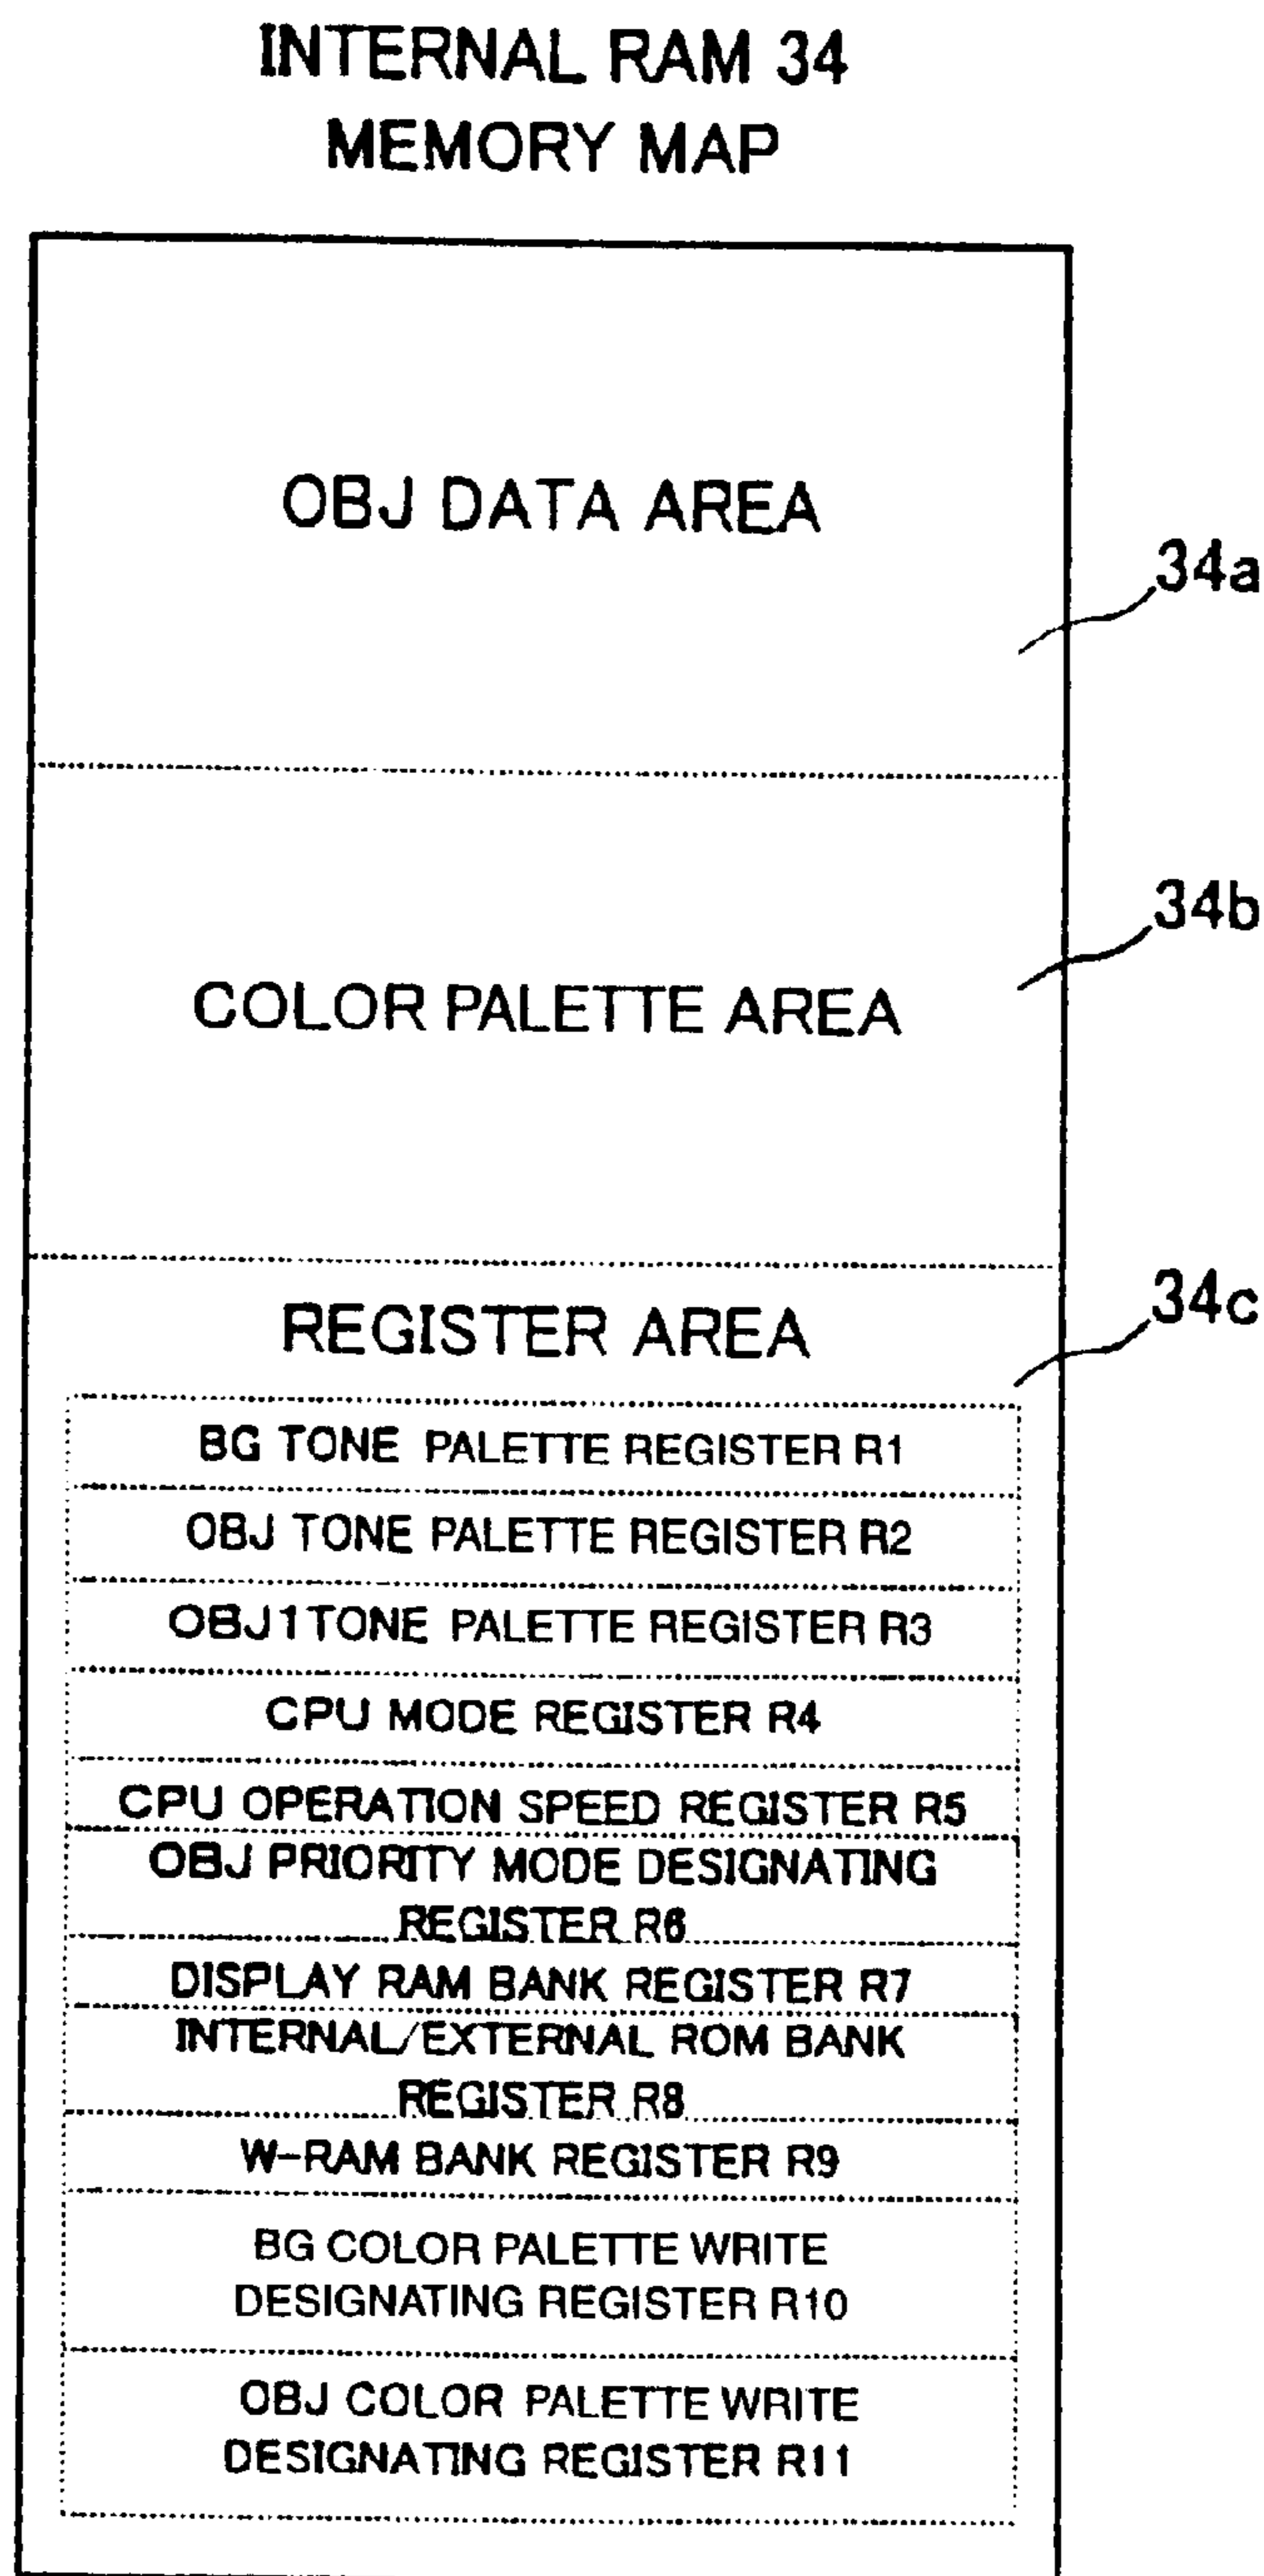 INTERNAL RAM 34
MEMORY MAP
OBJ DATA AREA
34a
34b
COLOR PALETTE AREA
34c
REGISTER AREA
BG TONE PALETTE REGISTER R1
OBJ TONE PALETTE REGISTER R2
OBJ1TONE PALETTE REGISTER R3
CPU MODE REGISTER R4
CPU OPERATION SPEED REGISTER R5
OBJ PRIORITY MODE DESIGNATING
REGISTER R6
DISPLAY RAM BANK REGISTER R7
INTERNAL/EXTERNAL ROM BANK
REGISTER R8
W-RAM BANK REGISTER R9
BG COLOR PALETTE WRITE
DESIGNATING REGISTER R10
OBJ COLOR PALETTE WRITE
DESIGNATING REGISTER R11